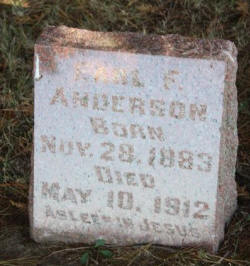 F.
ANDERSON
BORN
NOV. 28. 1883
DIED
MAY 10. 1912
ASLEEP IN JESUS